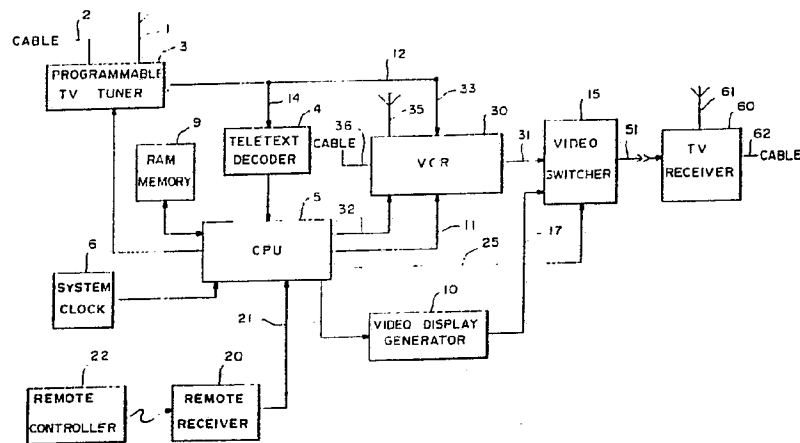 2
1
CABLE
3
PROGRAMMABLE
TV TUNER
12
14
4
33
9
RAM
MEMORY
TELETEXT
DECODER
CABLE
36
35
30
VCR
31
15
VIDEO
SWITCHER
51
61
60
TV
RECEIVER
62
CABLE
5
CPU
32
11
25
17
6
SYSTEM
CLOCK
21
10
VIDEO DISPLAY
GENERATOR
22
REMOTE
CONTROLLER
20
REMOTE
RECEIVER